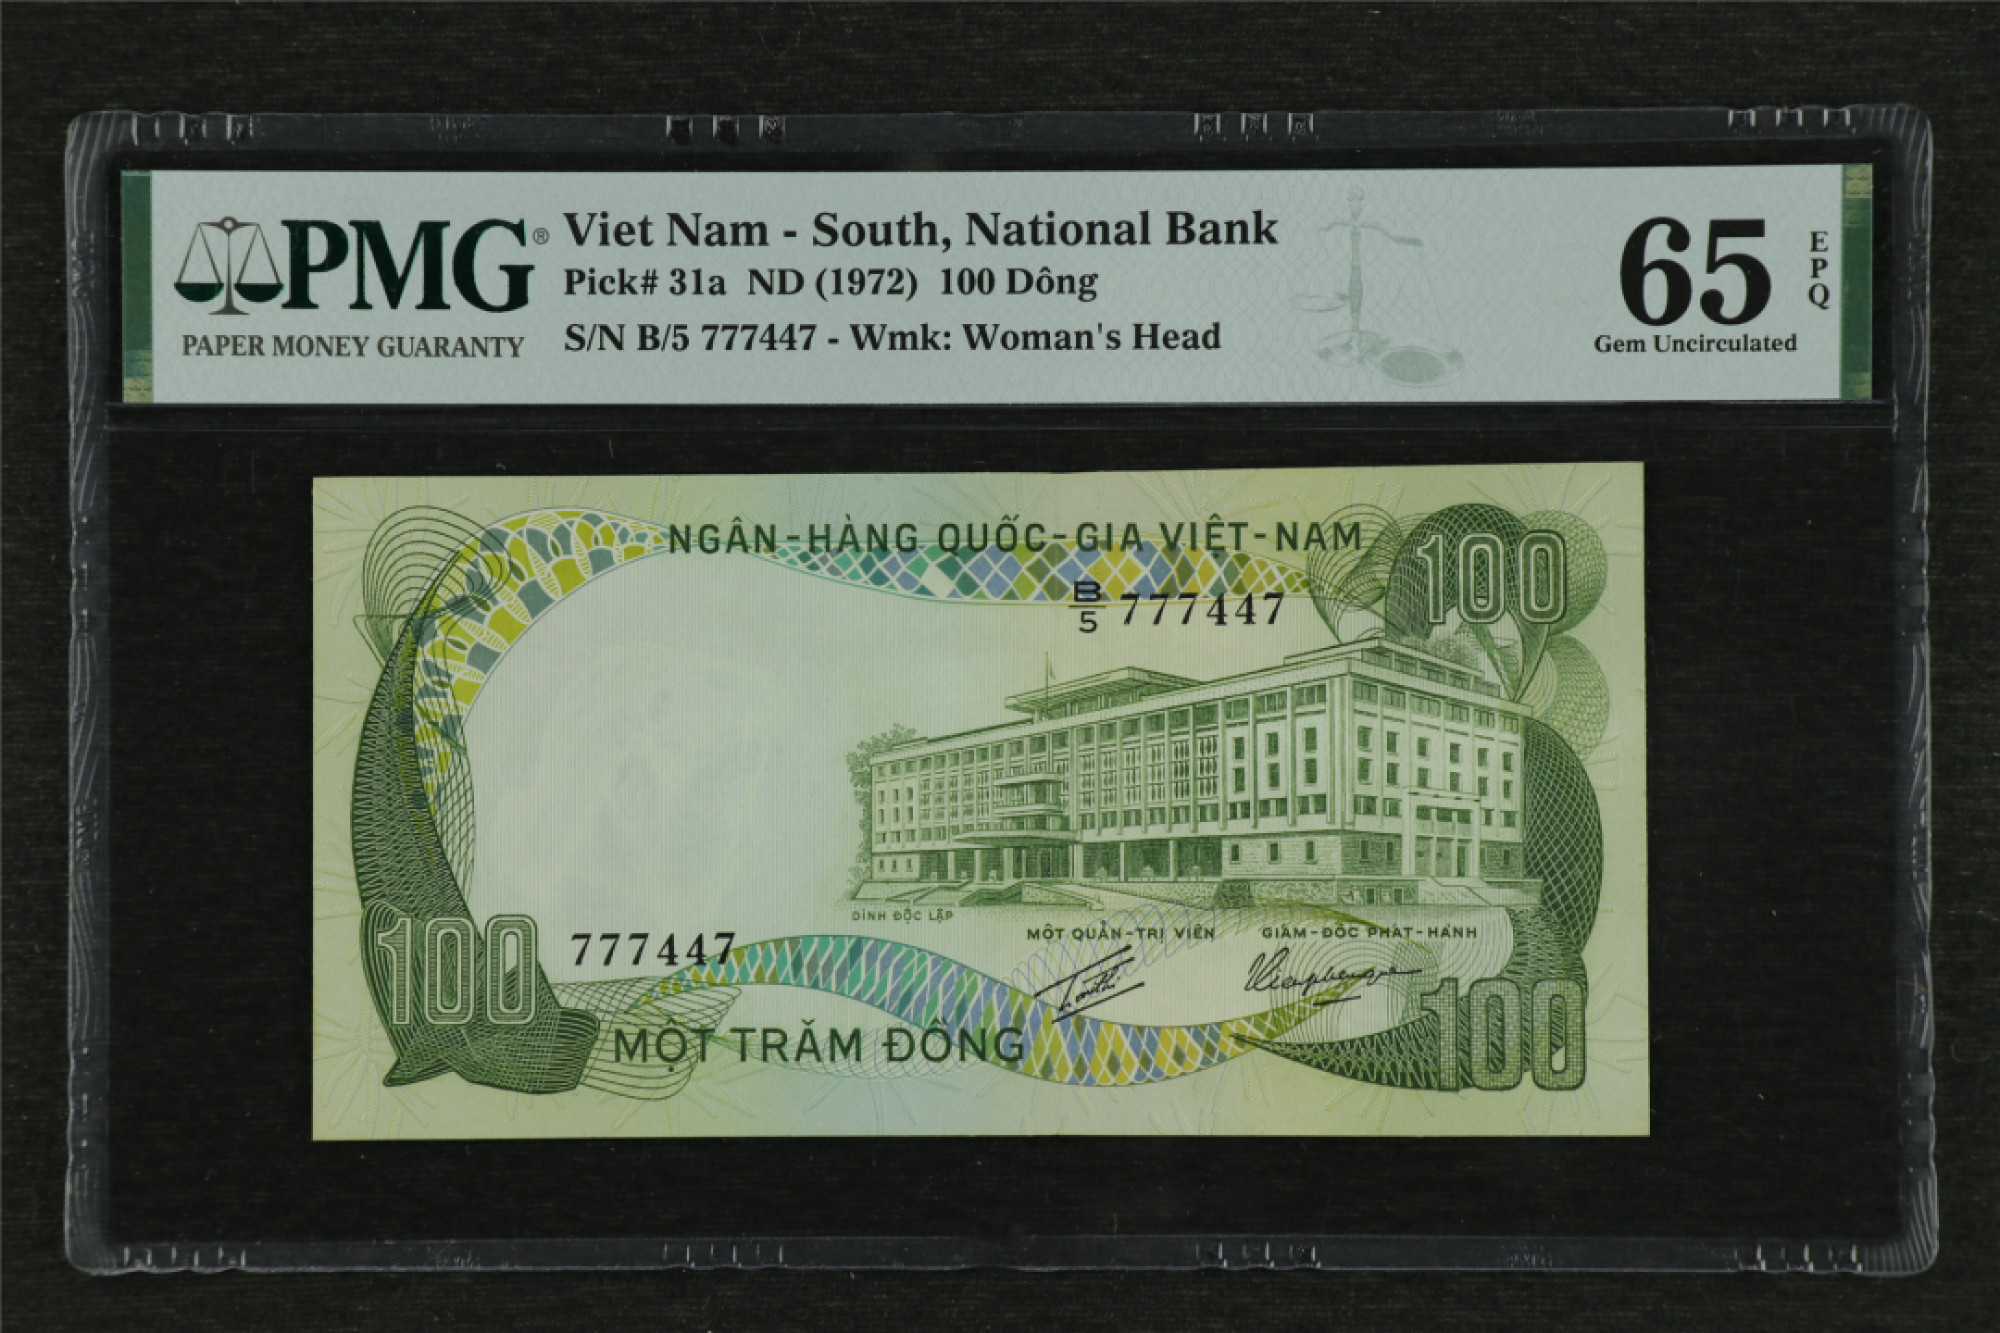 PMG®
PAPER MONEY GUARANTY
Viet Nam - South, National Bank
Pick# 31a ND (1972) 100 Dông
S/N B/5 777447 - Wmk: Woman's Head
65
EPQ
Gem Uncirculated
NGÂN-HÀNG QUỐC-GIA VIỆT-NAM
100
B/5 777447
DINH ĐỘC LẬP
MỘT QUẢN-TRỊ VIÊN
GIÁM-ĐỐC PHÁT-HÀNH
100
777447
100
MỘT TRĂM ĐỒNG